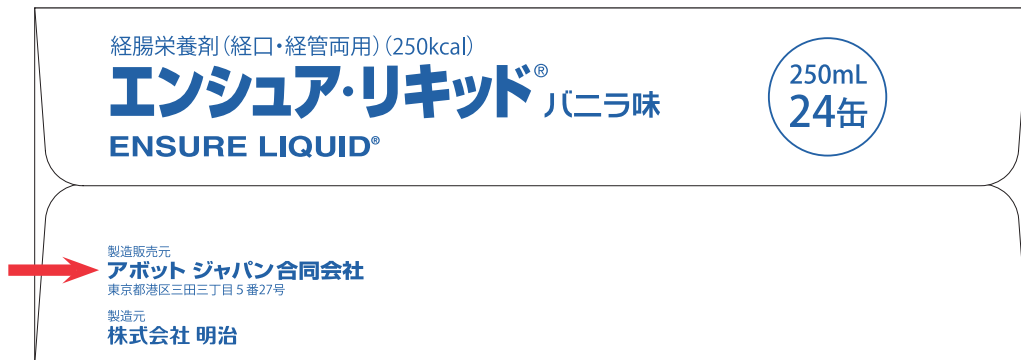 経腸栄養剤（経口・経管両用）（250kcal）
エンシュア・リキッド® バニラ味
ENSURE LIQUID®
250mL
24缶
製造販売元
アボット ジャパン合同会社
東京都港区三田三丁目5番27号
製造元
株式会社 明治